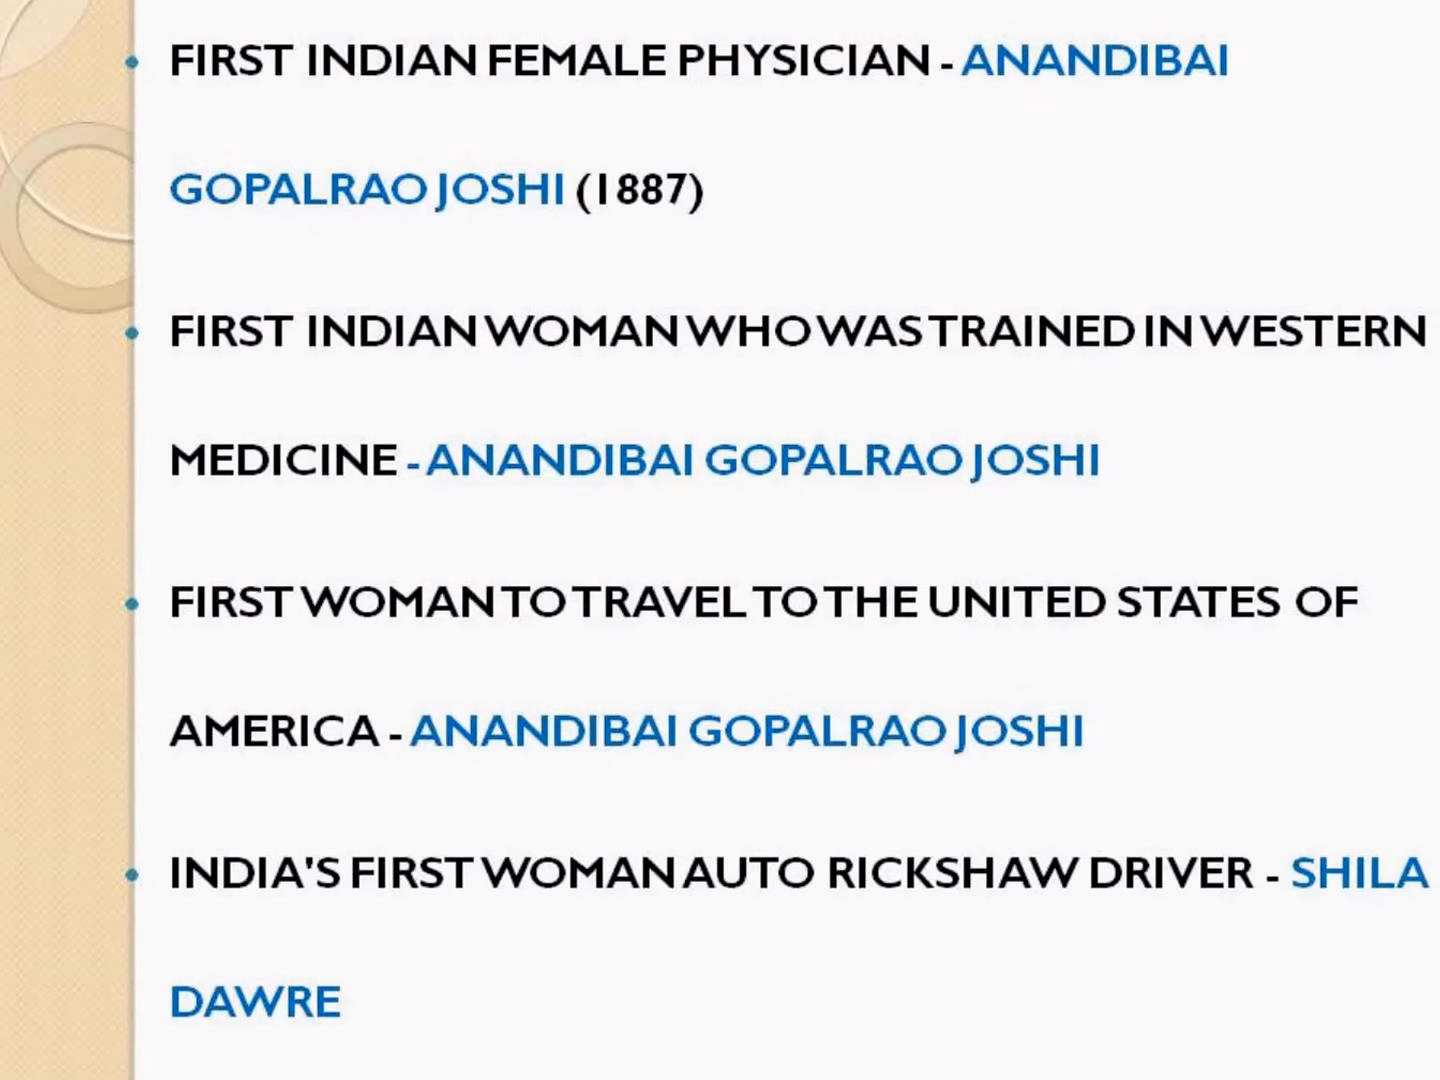 • FIRST INDIAN FEMALE PHYSICIAN - ANANDIBAI
GOPALRAO JOSHI (1887)
• FIRST INDIAN WOMAN WHO WAS TRAINED IN WESTERN
MEDICINE - ANANDIBAI GOPALRAO JOSHI
• FIRST WOMAN TO TRAVEL TO THE UNITED STATES OF
AMERICA - ANANDIBAI GOPALRAO JOSHI
• INDIA'S FIRST WOMAN AUTO RICKSHAW DRIVER - SHILA
DAWRE